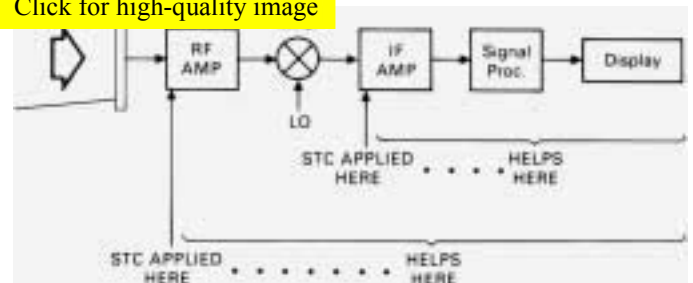 Click for high-quality image
RF
AMP
IF
AMP
Signal
Proc.
Display
LO
STC APPLIED
HERE
HELPS
HERE
STC APPLIED
HERE
HELPS
HERE